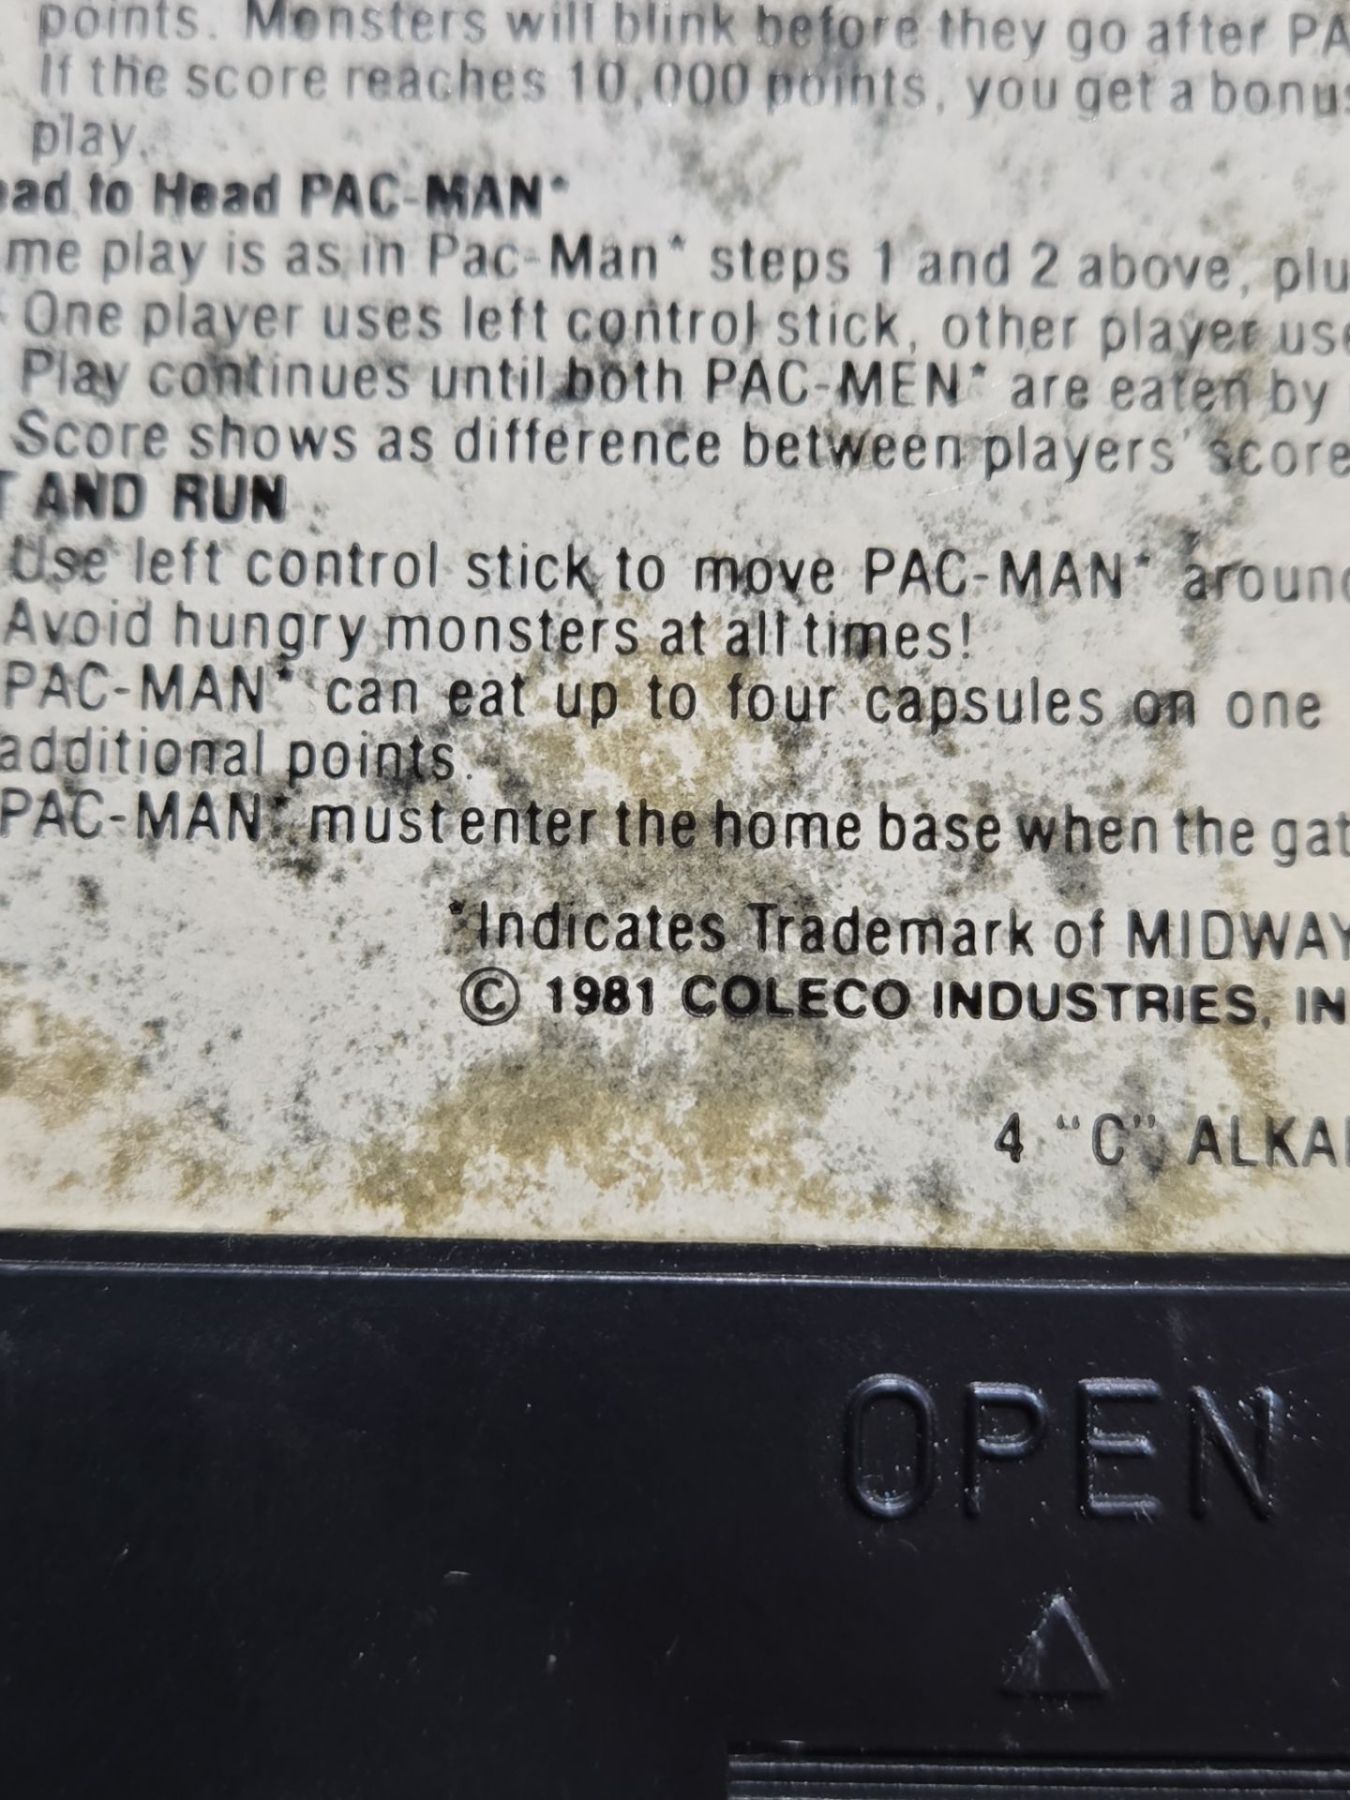 points. Monsters will blink before they go after PA
If the score reaches 10,000 points, you get a bonus
play.
ead to Head PAC-MAN*
me play is as in Pac-Man* steps 1 and 2 above, plu
One player uses left control stick, other player use
Play continues until both PAC-MEN* are eaten by
Score shows as difference between players' score
T AND RUN
Use left control stick to move PAC-MAN* around
Avoid hungry monsters at all times!
PAC-MAN* can eat up to four capsules on one
additional points.
PAC-MAN* must enter the home base when the gat
*Indicates Trademark of MIDWAY
© 1981 COLECO INDUSTRIES, IN
4 “C” ALKAL
OPEN